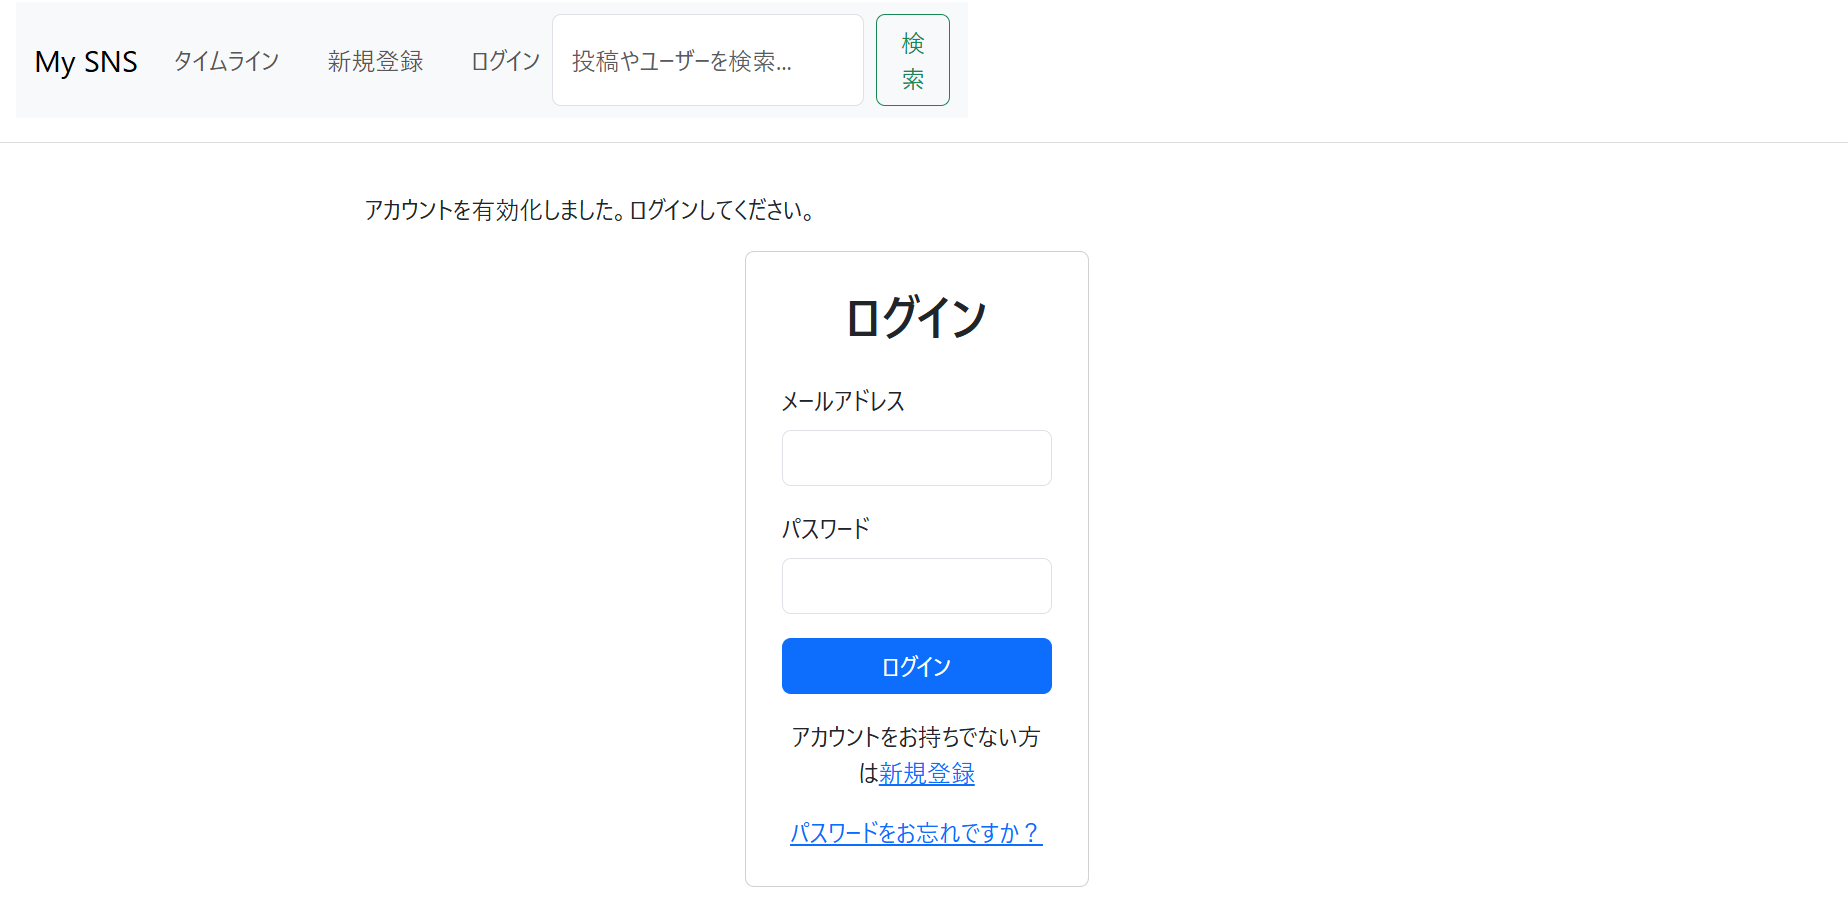 My SNS タイムライン 新規登録 ログイン 投稿やユーザーを検索... 検
索
アカウントを有効化しました。ログインしてください。
ログイン
メールアドレス
パスワード
ログイン
アカウントをお持ちでない方
は新規登録
パスワードをお忘れですか？